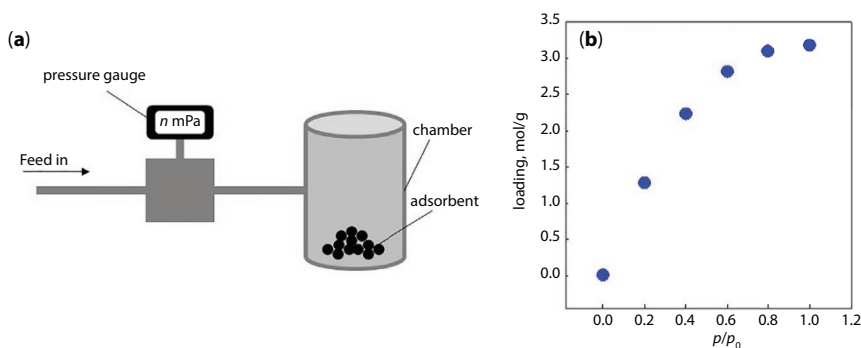 (a)
pressure gauge
n mPa
Feed in
chamber
adsorbent
(b)
3.5
3.0
2.5
2.0
1.5
1.0
0.5
0.0
loading, mol/g
0.0 0.2 0.4 0.6 0.8 1.0 1.2
p/p0